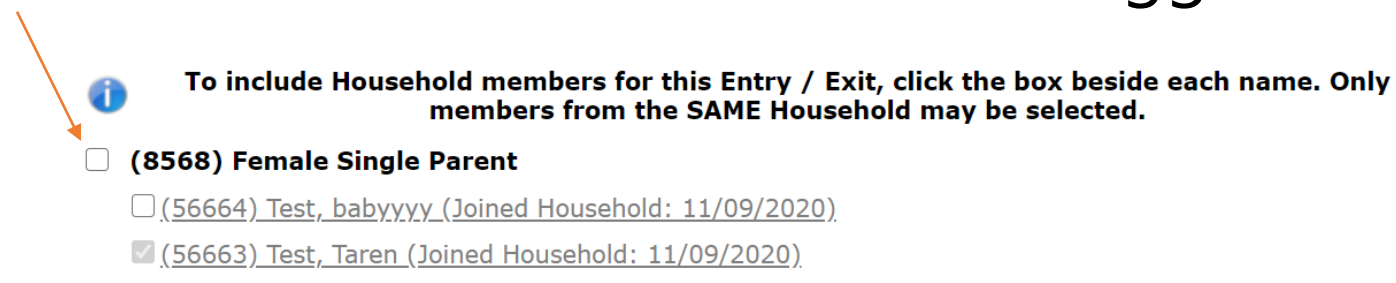 To include Household members for this Entry / Exit, click the box beside each name. Only
members from the SAME Household may be selected.
(8568) Female Single Parent
(56664) Test, babyyyy (Joined Household: 11/09/2020)
(56663) Test, Taren (Joined Household: 11/09/2020)